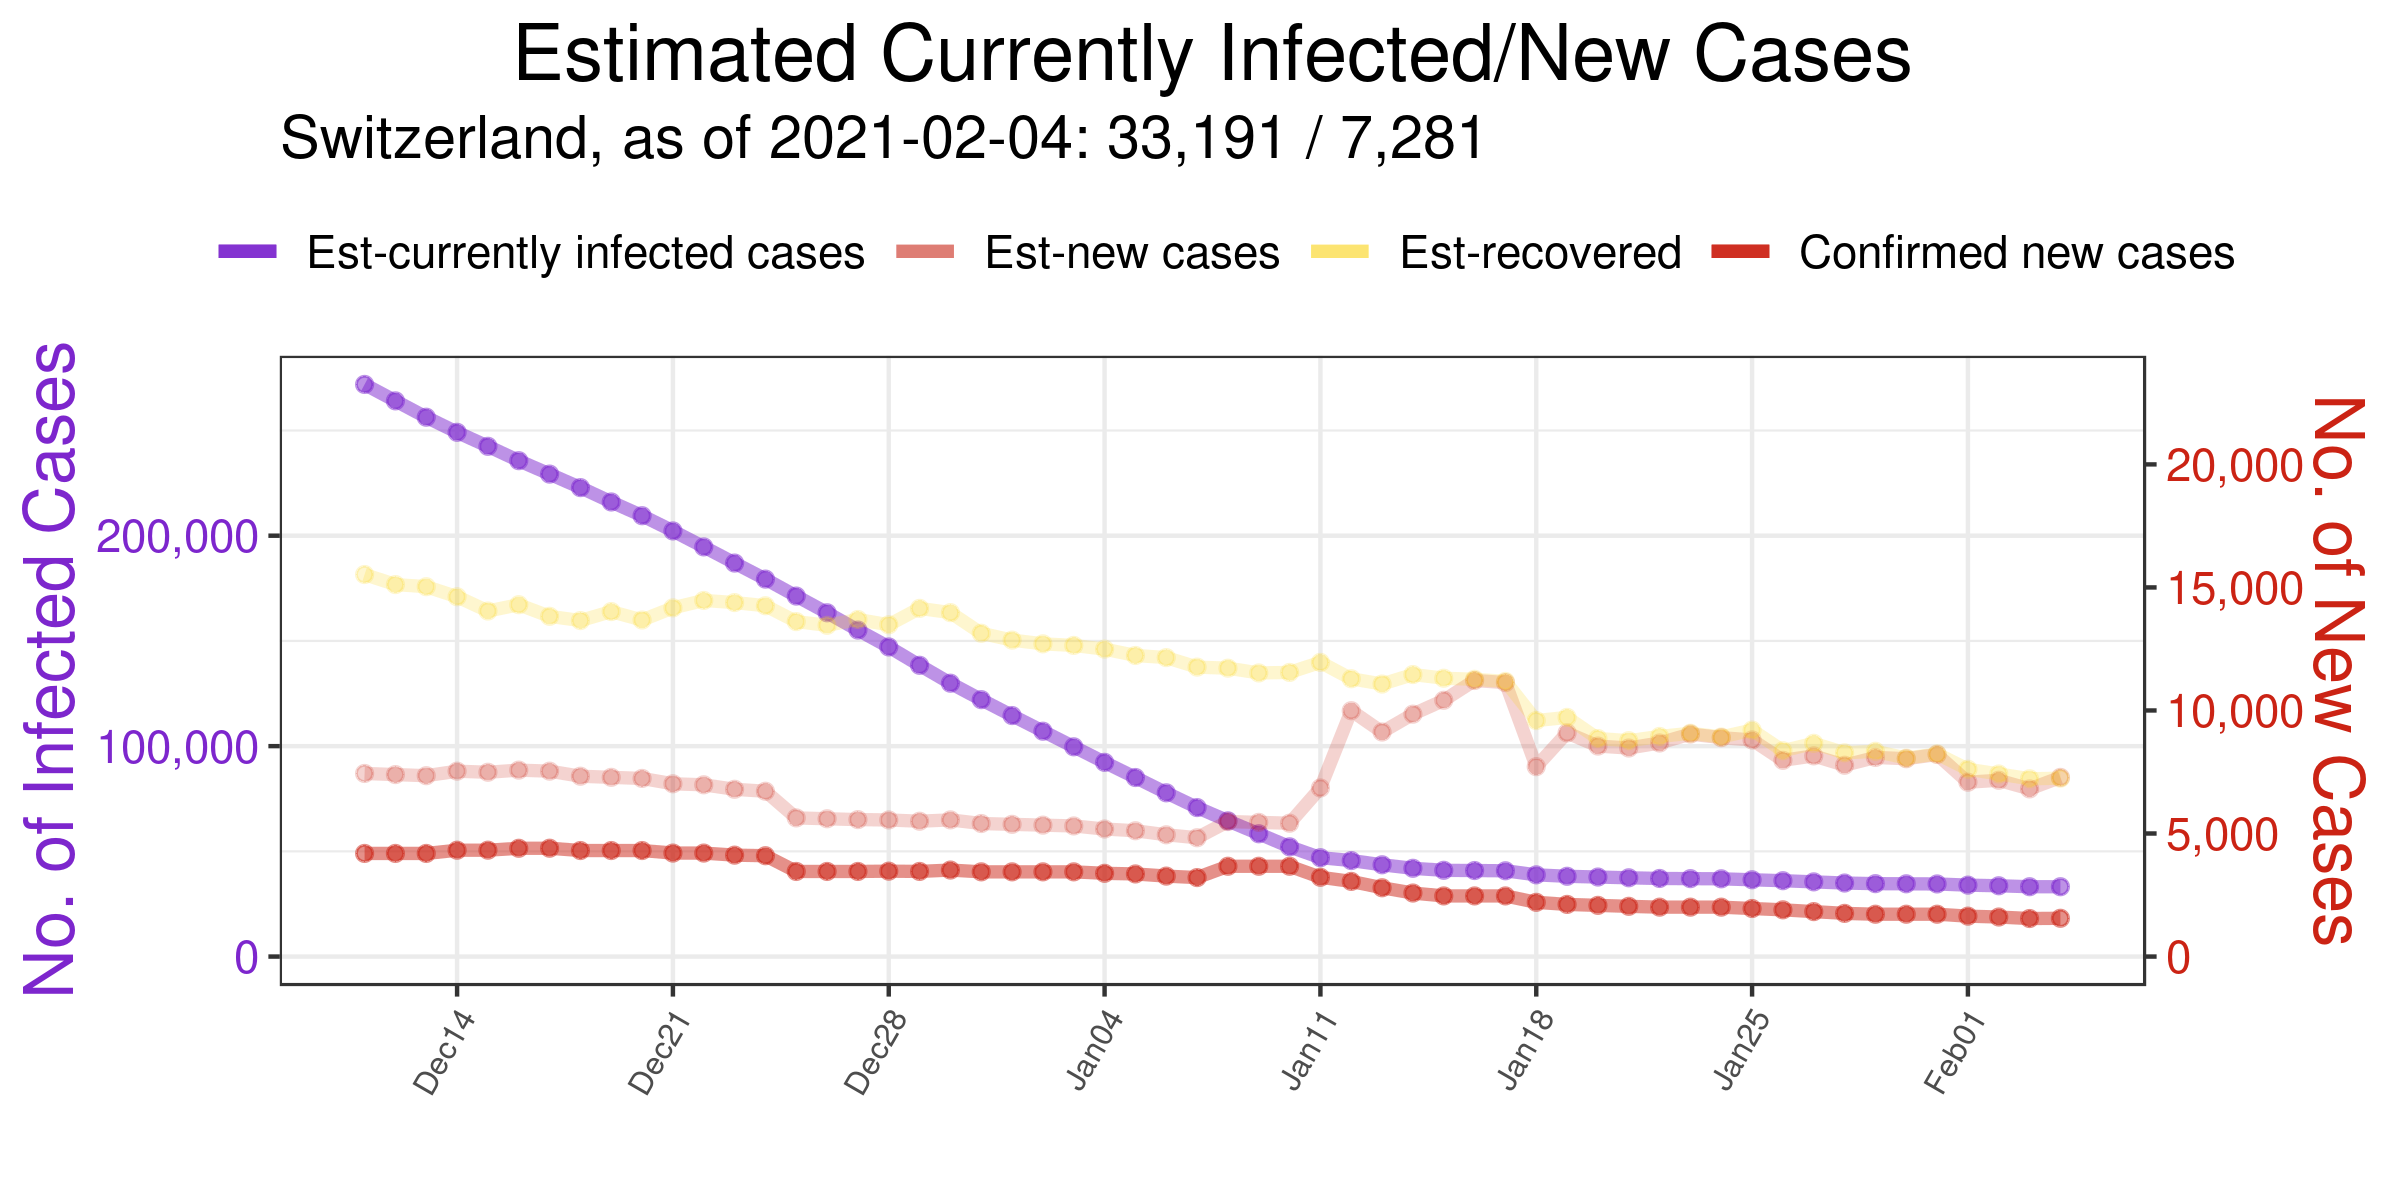 Estimated Currently Infected/New Cases
Switzerland, as of 2021-02-04: 33,191 / 7,281
Est-currently infected cases Est-new cases Est-recovered Confirmed new cases
No. of Infected Cases
200,000
100,000
0
20,000
15,000
10,000
5,000
0
No. of New Cases
Dec14 Dec21 Dec28 Jan04 Jan11 Jan18 Jan25 Feb01